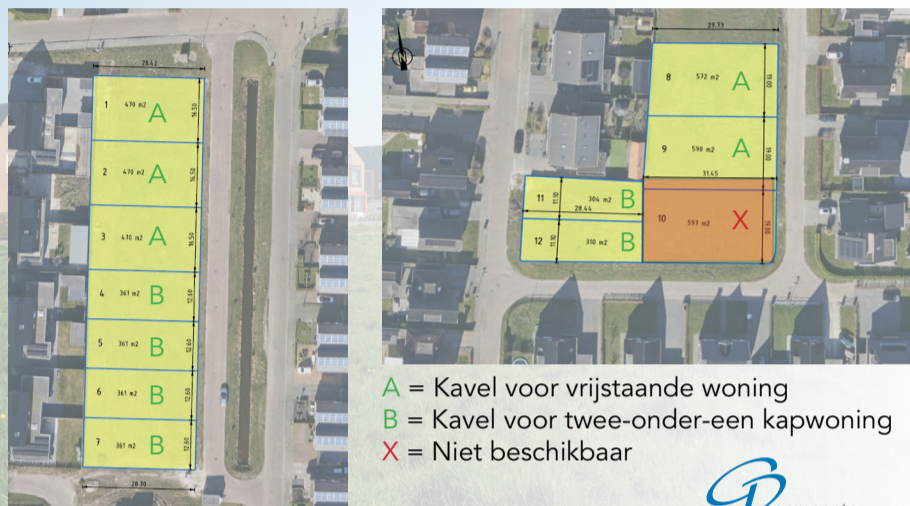 28.42
1 470 m2 A 16.50
2 470 m2 A 16.50
3 470 m2 A 16.50
4 361 m2 B 12.60
5 361 m2 B 12.60
6 361 m2 B 12.60
7 361 m2 B 12.60
28.70
29.73
8 572 m2 A 19.00
9 590 m2 A 19.00
31.45
11 11.10 304 m2 B
28.44
10 597 m2 X 19.00
12 11.10 310 m2 B
A = Kavel voor vrijstaande woning
B = Kavel voor twee-onder-een kapwoning
X = Niet beschikbaar